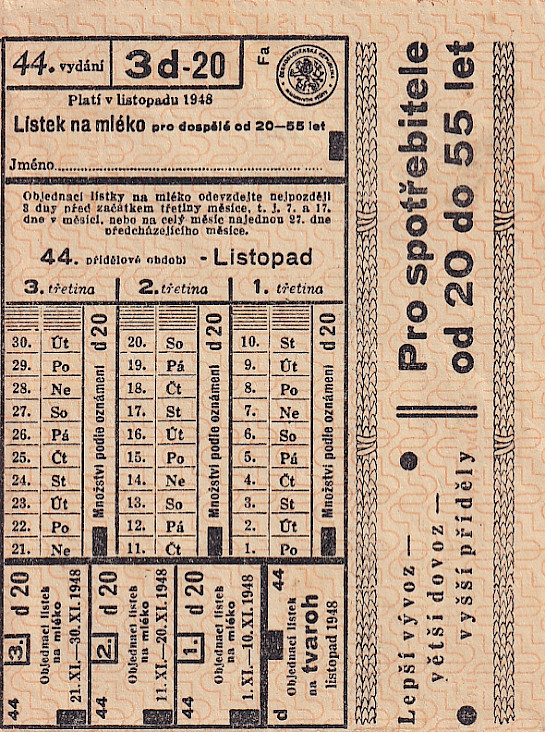 44. vydání
3d-20
Fa
ČESKOSLOVENSKÁ REPUBLIKA
Platí v listopadu 1948
Lístek na mléko pro dospělé od 20—55 let
Jméno
Objednací lístky na mléko odevzdejte nejpozději
3 dny před začátkem třetiny měsíce, t. j. 7. a 17.
dne v měsíci, nebo na celý měsíc najednou 27. dne
předcházejícího měsíce.
44. přídělové období - Listopad
3. třetina
2. třetina
1. třetina
30. Út
29. Po
28. Ne
27. So
26. Pá
25. Čt
24. St
23. Út
22. Po
21. Ne
Množství podle oznámení d 20
20. So
19. Pá
18. Čt
17. St
16. Út
15. Po
14. Ne
13. So
12. Pá
11. Čt
Množství podle oznámení d 20
10. St
9. Út
8. Po
7. Ne
6. So
5. Pá
4. Čt
3. St
2. Út
1. Po
Množství podle oznámení d 20
44 3. d 20
Objednací lístek
na mléko
21. XI.—30. XI. 1948
44 2. d 20
Objednací lístek
na mléko
11. XI.—20. XI. 1948
44 1. d 20
Objednací lístek
na mléko
1. XI.—10. XI. 1948
d 44
Objednací lístek
na tvaroh
listopad 1948
Lepší vývoz —
větší dovoz —
vyšší příděly
Pro spotřebitele
od 20 do 55 let